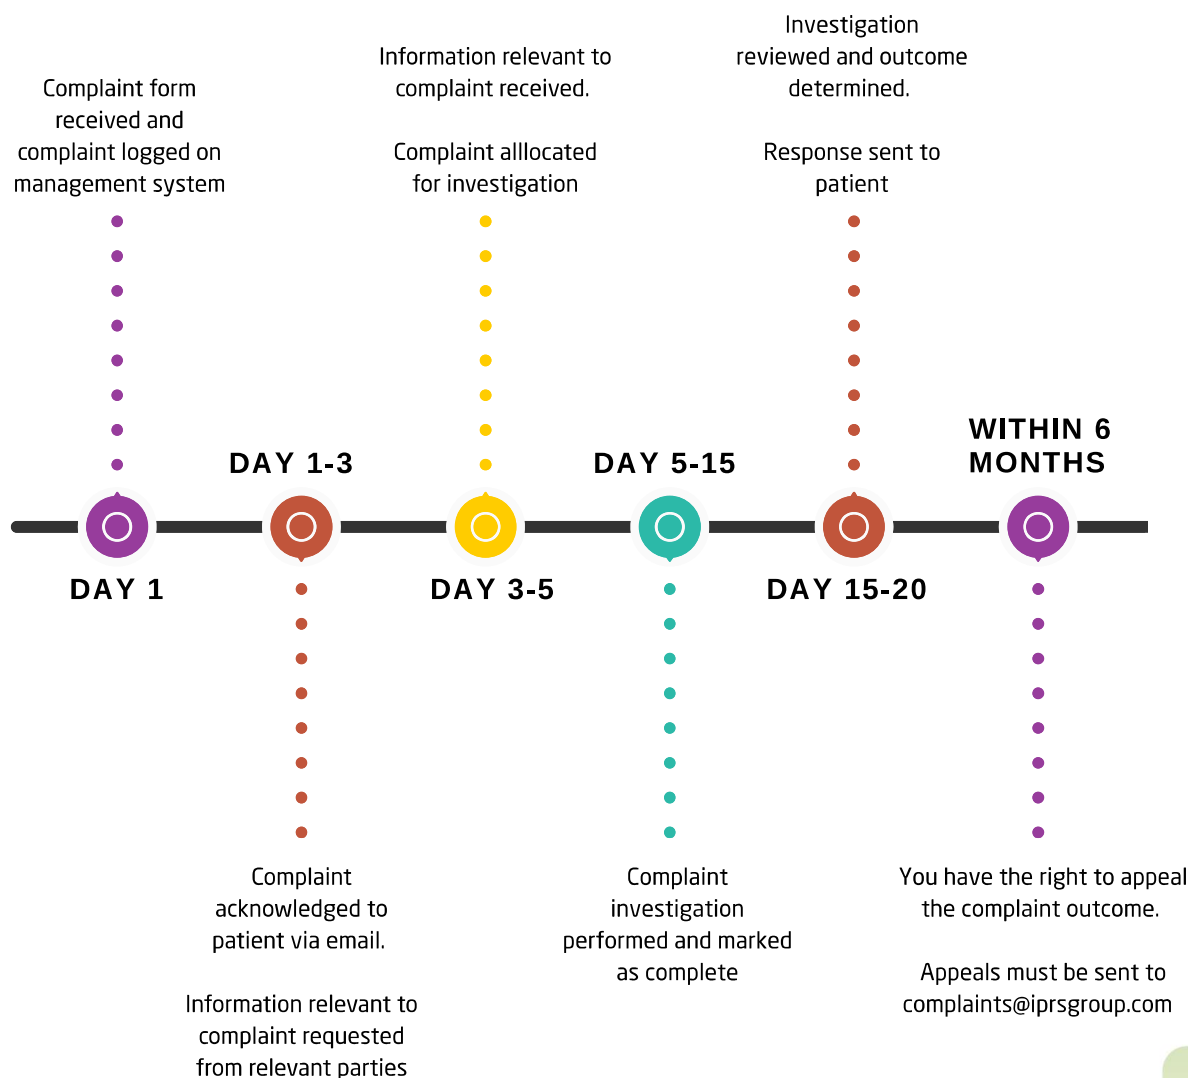 Complaint form
received and
complaint logged on
management system
DAY 1
DAY 1-3
Complaint
acknowledged to
patient via email.
Information relevant to
complaint requested
from relevant parties
Information relevant to
complaint received.
Complaint alllocated
for investigation
DAY 3-5
DAY 5-15
Complaint
investigation
performed and marked
as complete
Investigation
reviewed and outcome
determined.
Response sent to
patient
DAY 15-20
WITHIN 6
MONTHS
You have the right to appeal
the complaint outcome.
Appeals must be sent to
complaints@iprsgroup.com